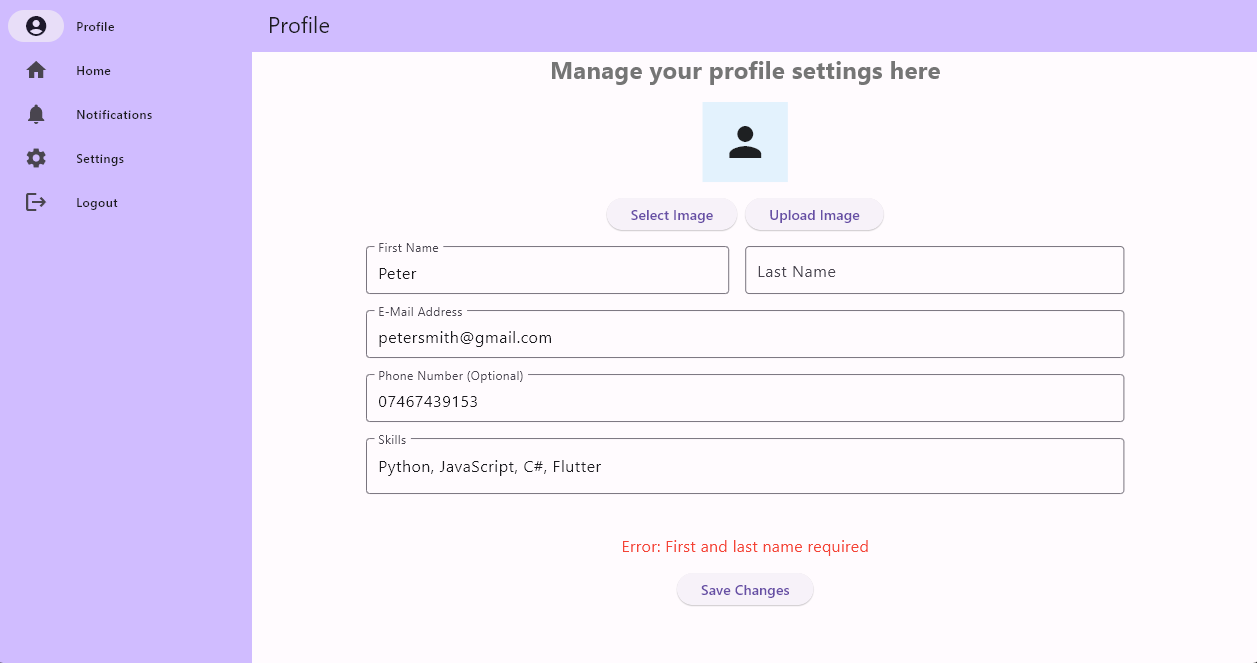 Profile
Home
Notifications
Settings
Logout
Profile
Manage your profile settings here
Select Image
Upload Image
First Name
Peter
Last Name
E-Mail Address
petersmith@gmail.com
Phone Number (Optional)
07467439153
Skills
Python, JavaScript, C#, Flutter
Error: First and last name required
Save Changes